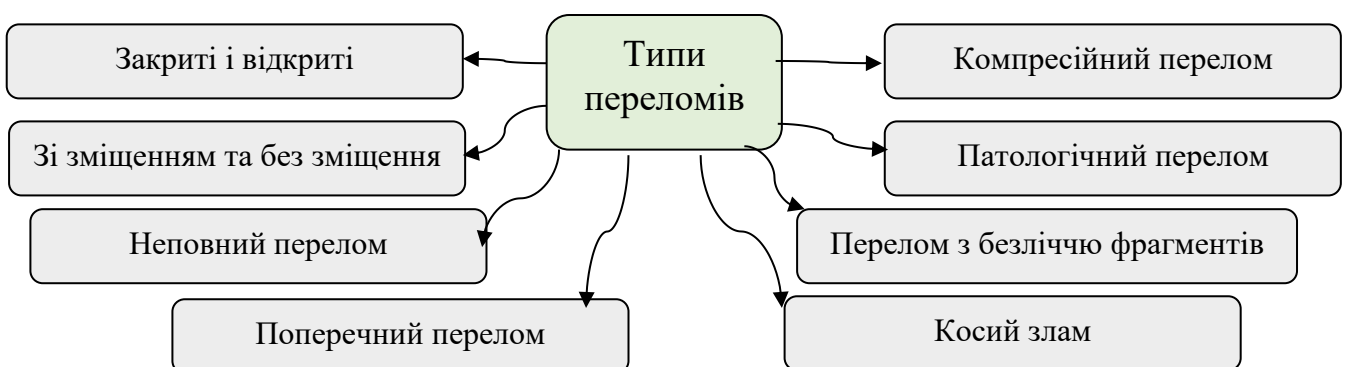 Типи
переломів
Закриті і відкриті
Зі зміщенням та без зміщення
Неповний перелом
Поперечний перелом
Компресійний перелом
Патологічний перелом
Перелом з безліччю фрагментів
Косий злам